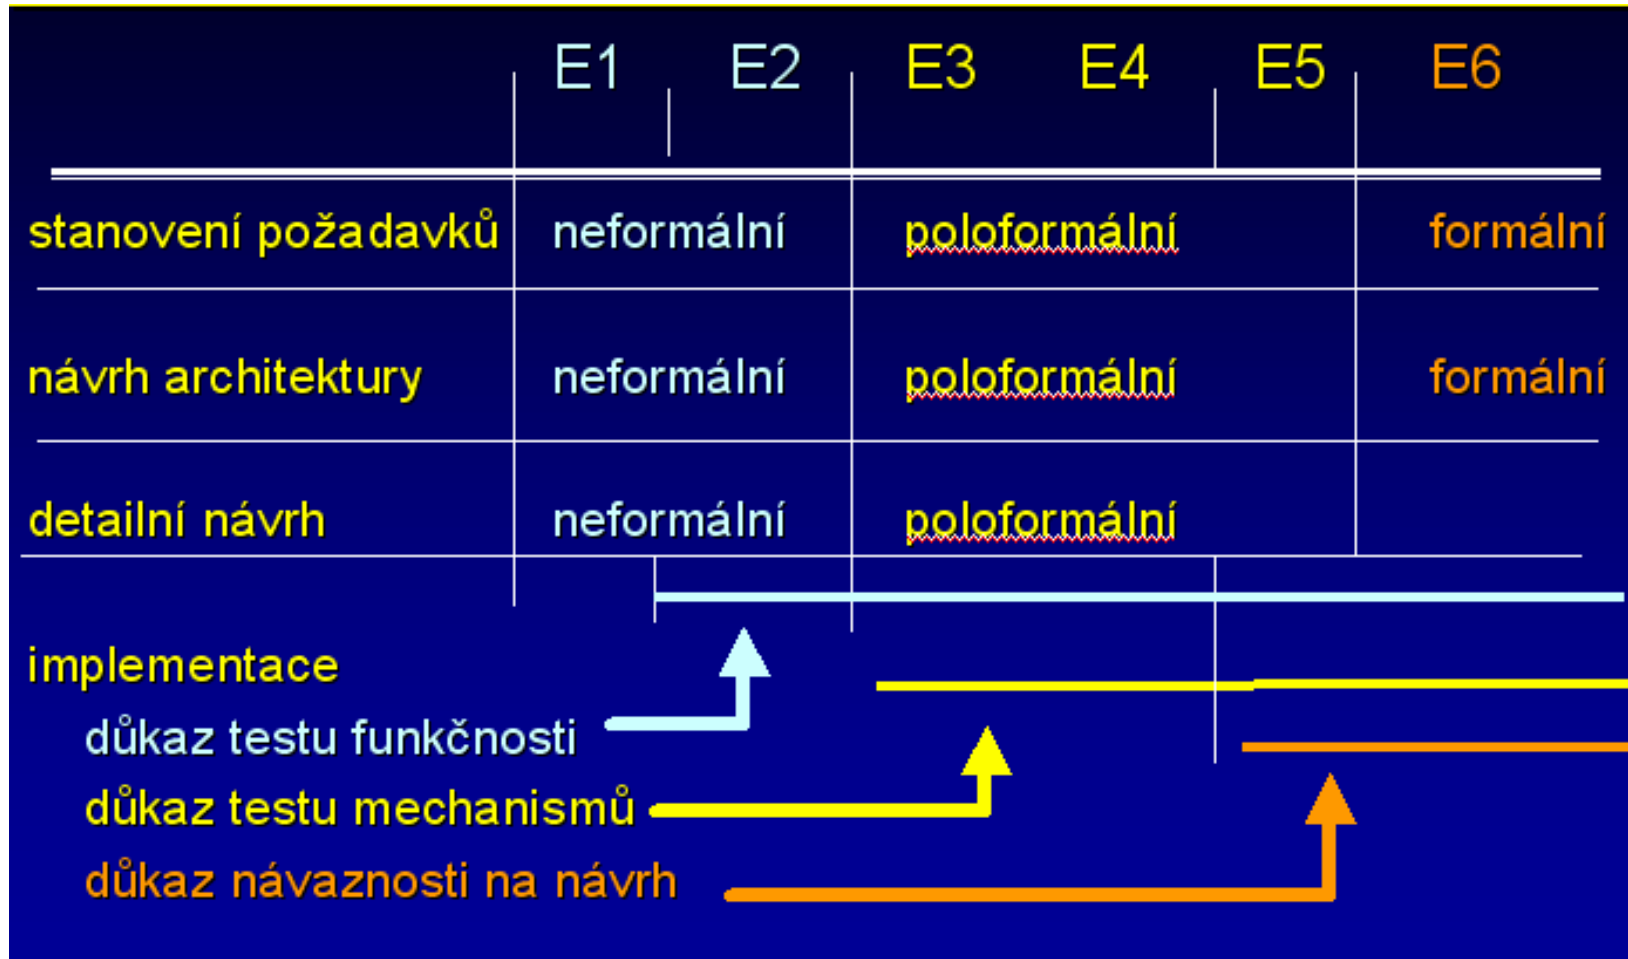 E1 E2 E3 E4 E5 E6
stanovení požadavků neformální poloformální formální
návrh architektury neformální poloformální formální
detailní návrh neformální poloformální
implementace
důkaz testu funkčnosti
důkaz testu mechanismů
důkaz návaznosti na návrh